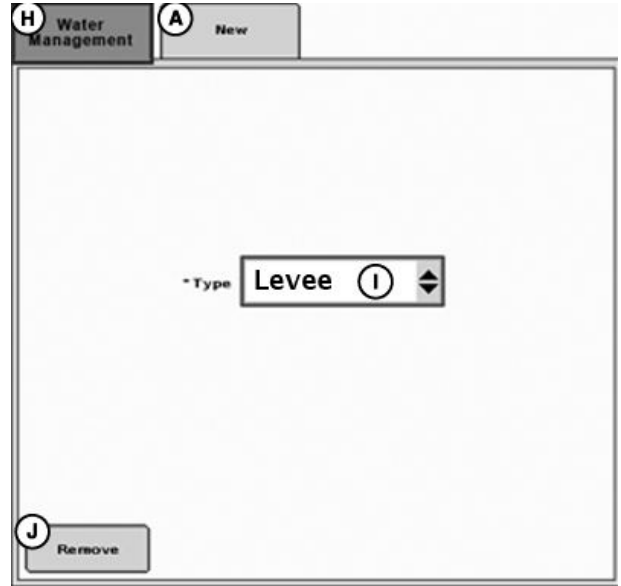 H
Water
Management
A
New
*Type
Levee
I
J
Remove